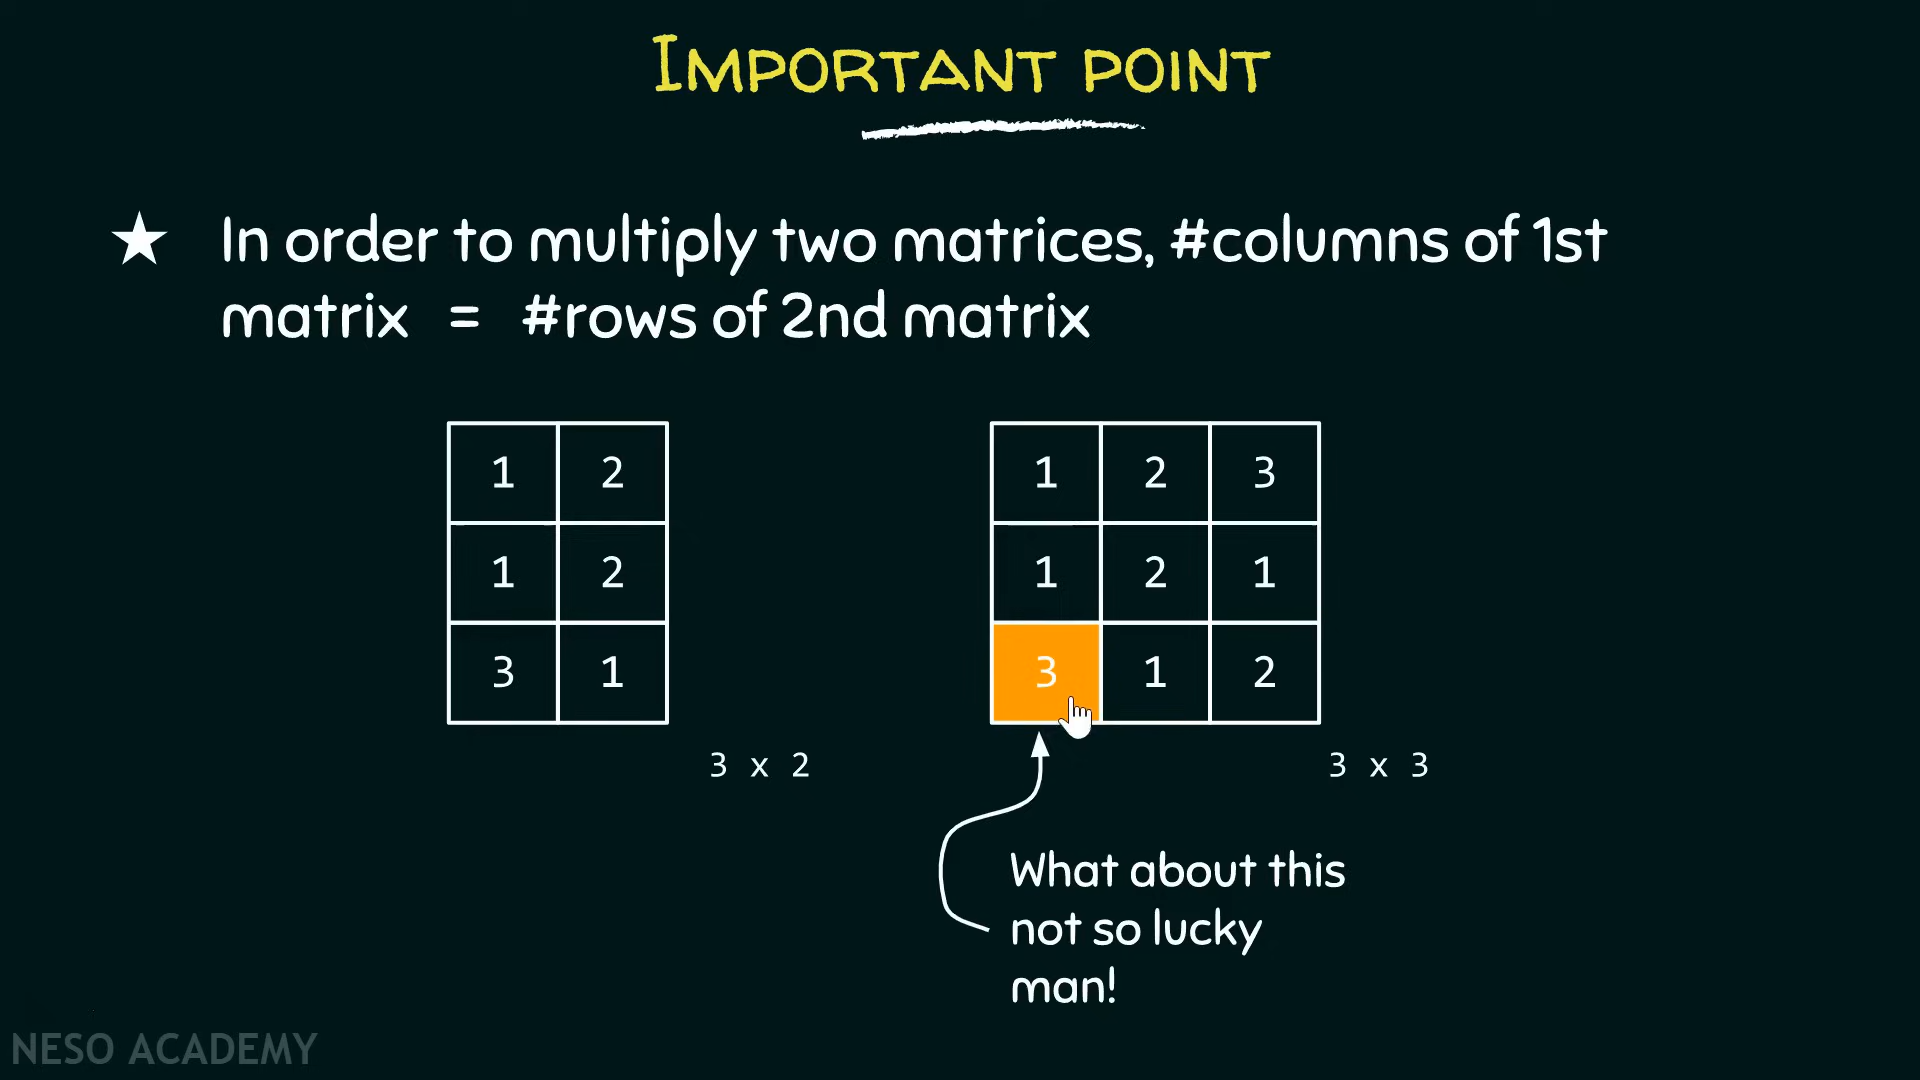 IMPORTANT POINT
★ In order to multiply two matrices, #columns of 1st
matrix = #rows of 2nd matrix
1 2
1 2
3 1
3 x 2
1 2 3
1 2 1
3 1 2
3 x 3
What about this
not so lucky
man!
NESO ACADEMY